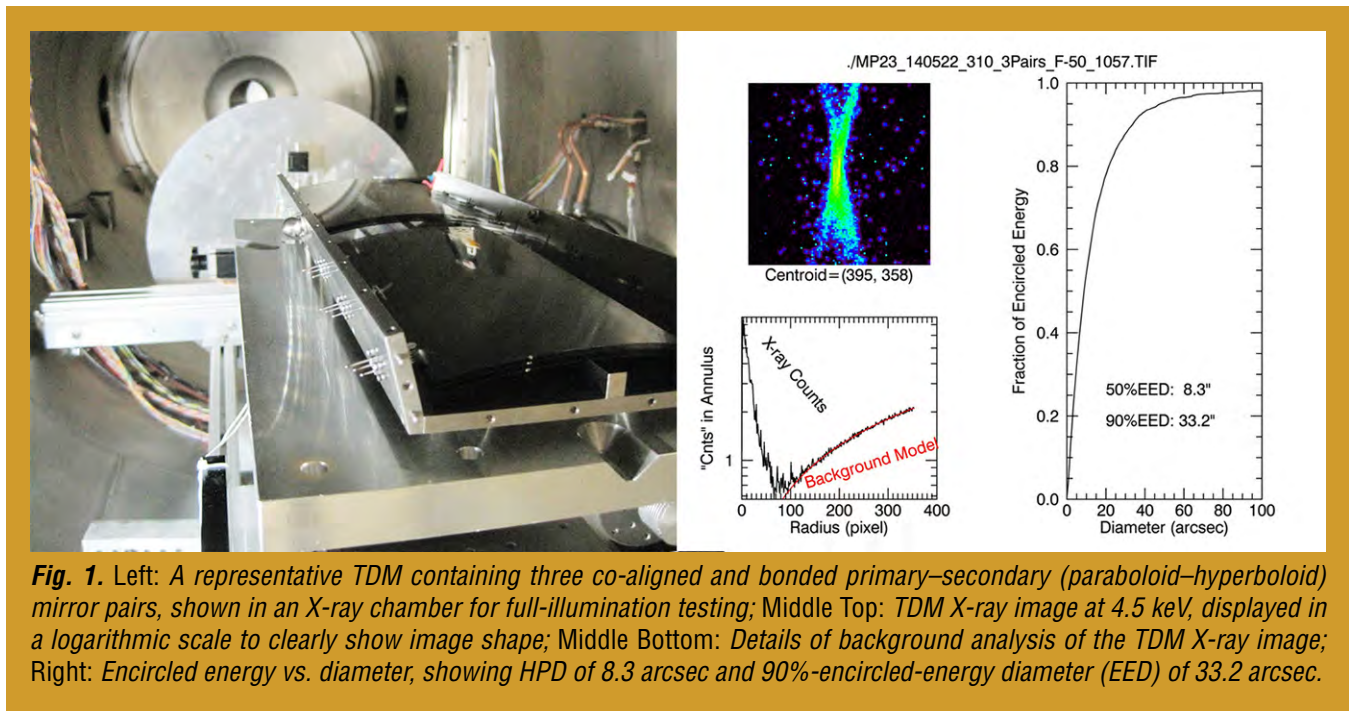 ./MP23_140522_310_3Pairs_F-50_1057.TIF
Centroid=(395, 358)
"Cnts" in Annulus
1
X-ray Counts
Background Model
0 100 200 300 400
Radius (pixel)
Fraction of Encircled Energy
1.0
0.8
0.6
0.4
0.2
0.0
50%EED: 8.3"
90%EED: 33.2"
0 20 40 60 80 100
Diameter (arcsec)
Fig. 1. Left: A representative TDM containing three co-aligned and bonded primary–secondary (paraboloid–hyperboloid)
mirror pairs, shown in an X-ray chamber for full-illumination testing; Middle Top: TDM X-ray image at 4.5 keV, displayed in
a logarithmic scale to clearly show image shape; Middle Bottom: Details of background analysis of the TDM X-ray image;
Right: Encircled energy vs. diameter, showing HPD of 8.3 arcsec and 90%-encircled-energy diameter (EED) of 33.2 arcsec.